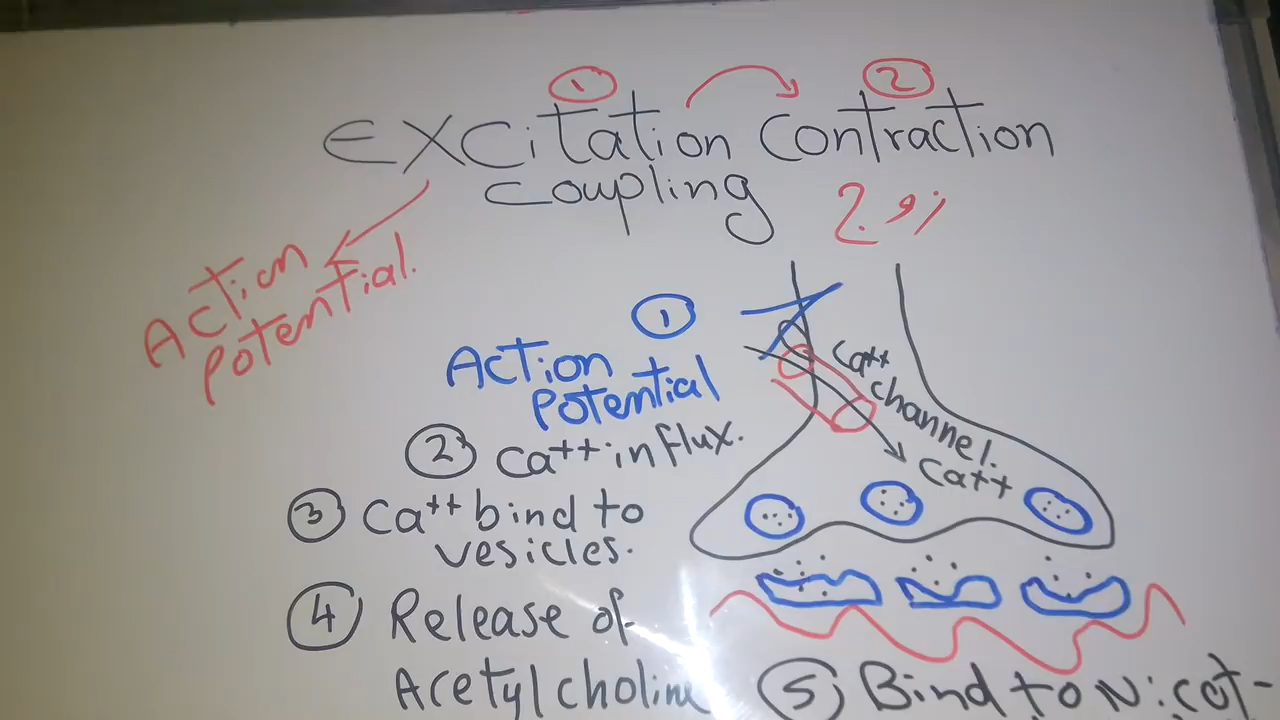 ① ②
Excitation Contraction
coupling زوج
Action
potential.
①
Action
Potential
Ca++
channel.
Ca++
② Ca++ influx.
③ Ca++ bind to
vesicles.
④ Release of
Acetylcholine
⑤ Bind to Nicot-